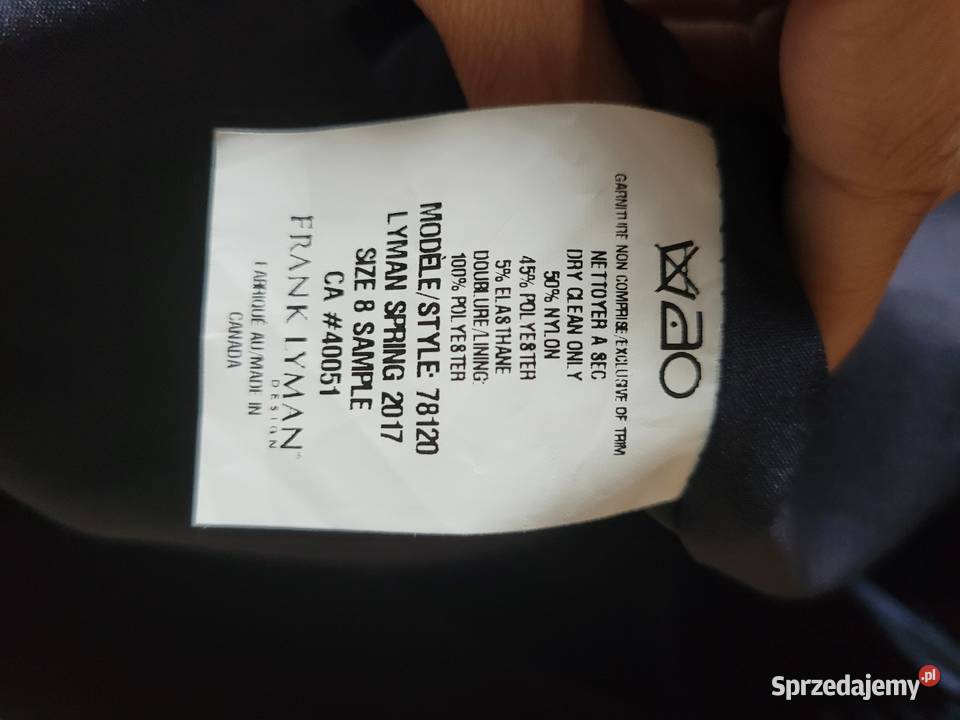 GARNITURE NON COMPRISE/EXCLUSIVE OF TRIM
NETTOYER A SEC
DRY CLEAN ONLY
50% NYLON
45% POLYESTER
5% ELASTHANE
DOUBLURE/LINING:
100% POLYESTER
MODÈLE/STYLE: 78120
LYMAN SPRING 2017
SIZE 8 SAMPLE
CA #40051
FRANK LYMAN
DESIGN
FABRIQUÉ AU/MADE IN
CANADA
Sprzedajemy.pl